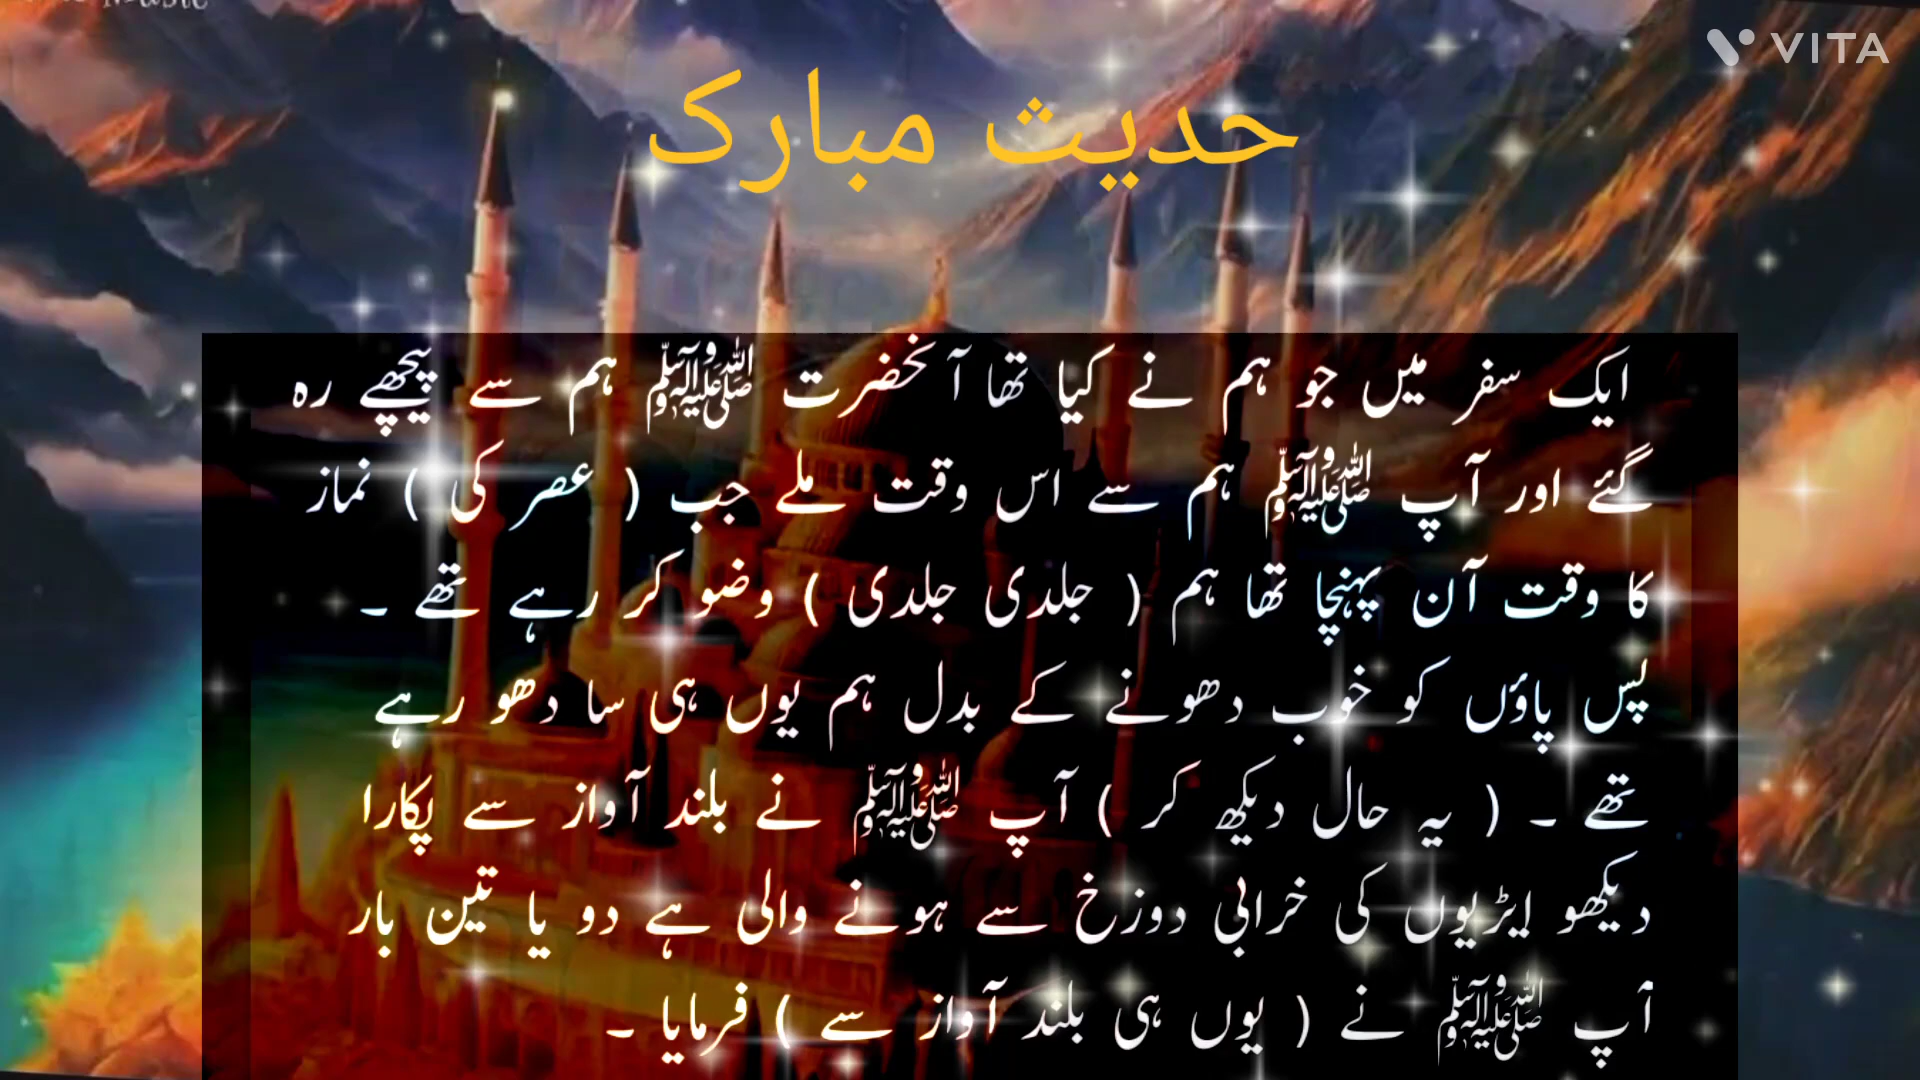 VITA
حدیث مبارک
ایک سفر میں جو ہم نے کیا تھا آنحضرت ﷺ ہم سے پیچھے رہ
گئے اور آپ ﷺ ہم سے اس وقت ملے جب ( عصر کی ) نماز
کا وقت آن پہنچا تھا ہم ( جلدی جلدی ) وضو کر رہے تھے ۔
پس پاؤں کو خوب دھونے کے بدل ہم یوں ہی سا دھو رہے
تھے ۔ ( یہ حال دیکھ کر ) آپ ﷺ نے بلند آواز سے پکارا
دیکھو ایڑیوں کی خرابی دوزخ سے ہونے والی ہے دو یا تین بار
آپ ﷺ نے ( یوں ہی بلند آواز سے ) فرمایا ۔